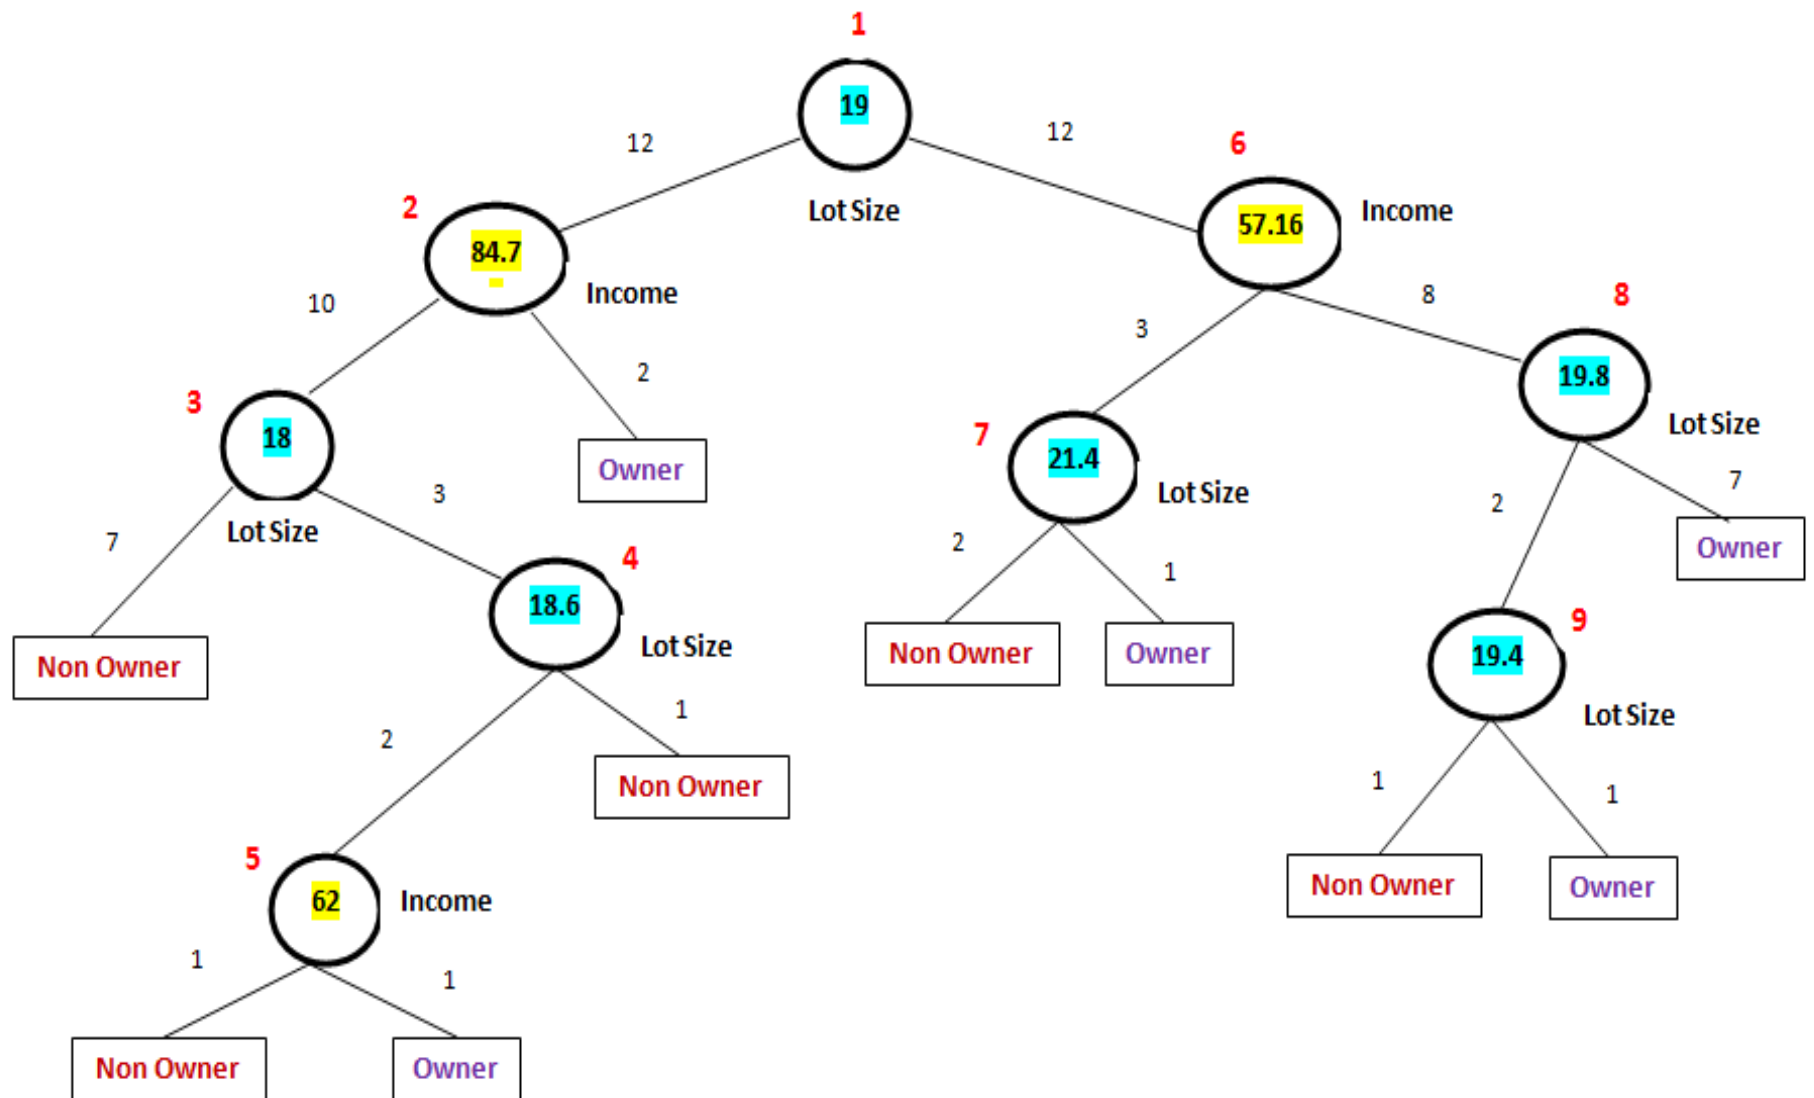 1
19
12
12
6
Lot Size
2
84.7
Income
57.16
Income
10
2
3
8
8
3
18
Lot Size
Owner
7
21.4
Lot Size
19.8
Lot Size
7
3
2
7
Non Owner
4
18.6
Lot Size
2
1
Non Owner
Owner
Owner
9
19.4
Lot Size
2
1
Non Owner
1
1
Non Owner
Owner
5
62
Income
1
1
Non Owner
Owner